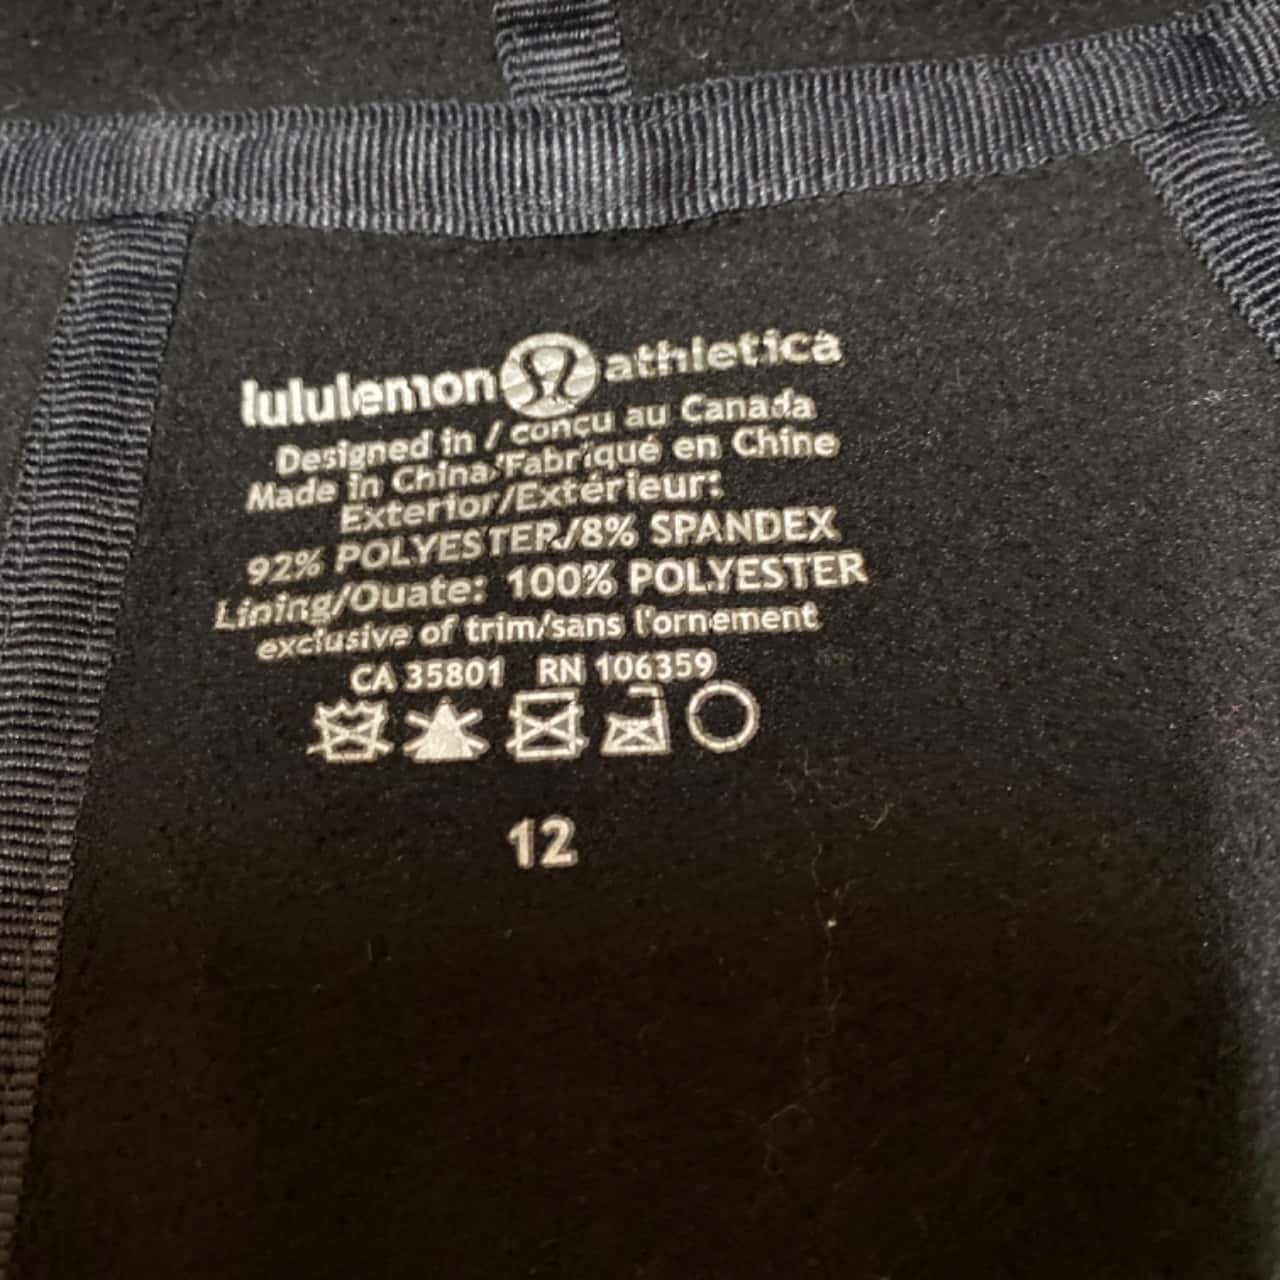 lululemon athletica
Designed in / conçu au Canada
Made in China/Fabriqué en Chine
Exterior/Extérieur:
92% POLYESTER/8% SPANDEX
Lining/Ouate: 100% POLYESTER
exclusive of trim/sans l'ornement
CA 35801 RN 106359
12